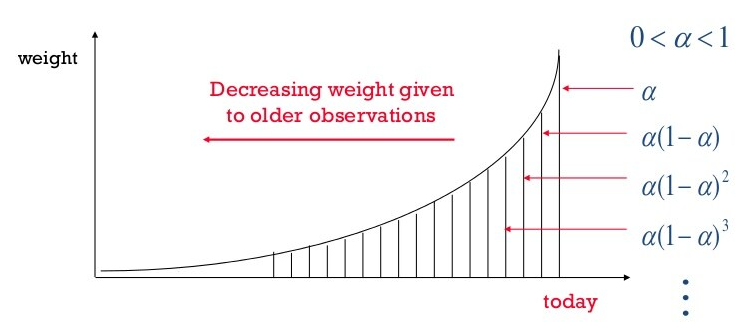 0 < α < 1
weight
Decreasing weight given
to older observations
α
α(1− α)
α(1− α)²
α(1− α)³
⋮
today